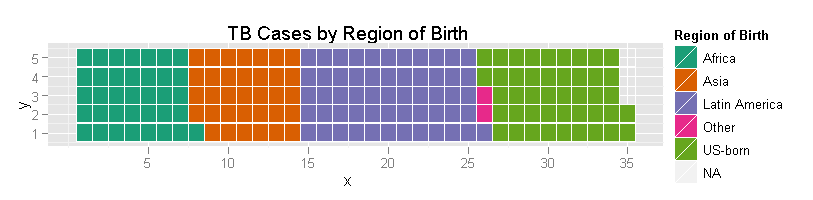 TB Cases by Region of Birth
y
5
4
3
2
1
5 10 15 20 25 30 35
x
Region of Birth
Africa
Asia
Latin America
Other
US-born
NA